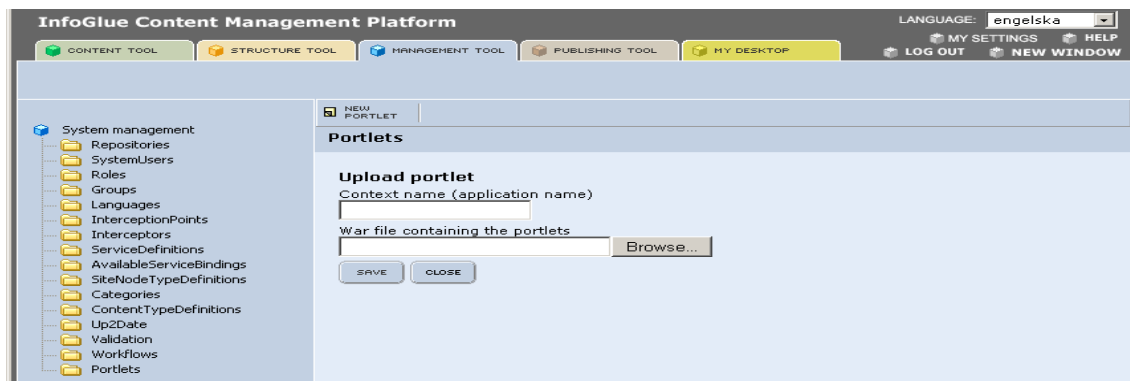 InfoGlue Content Management Platform
LANGUAGE: engelska
MY SETTINGS HELP
LOG OUT NEW WINDOW
CONTENT TOOL STRUCTURE TOOL MANAGEMENT TOOL PUBLISHING TOOL MY DESKTOP
NEW
PORTLET
Portlets
System management
Repositories
SystemUsers
Roles
Groups
Languages
InterceptionPoints
Interceptors
ServiceDefinitions
AvailableServiceBindings
SiteNodeTypeDefinitions
Categories
ContentTypeDefinitions
Up2Date
Validation
Workflows
Portlets
Upload portlet
Context name (application name)
War file containing the portlets
Browse...
SAVE CLOSE